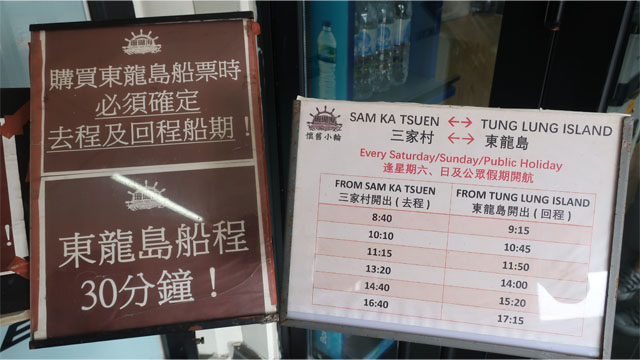 購買東龍島船票時
必須確定
去程及回程船期！
東龍島船程
30分鐘！
懷舊小輪
SAM KA TSUEN ↔ TUNG LUNG ISLAND
三家村 ↔ 東龍島
Every Saturday/Sunday/Public Holiday
逢星期六、日及公眾假期開航
FROM SAM KA TSUEN FROM TUNG LUNG ISLAND
三家村開出 ( 去程 ) 東龍島開出 ( 回程 )
8:40 9:15
10:10 10:45
11:15 11:50
13:20 14:00
14:40 15:20
16:40 17:15